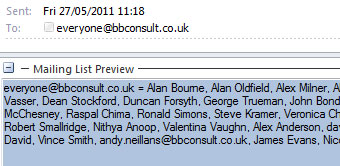 Sent: Fri 27/05/2011 11:18
To: everyone@bbconsult.co.uk
Mailing List Preview
everyone@bbconsult.co.uk = Alan Bourne, Alan Oldfield, Alex Milner, A
Vasser, Dean Stockford, Duncan Forsyth, George Trueman, John Bond
McChesney, Raspal Chima, Ronald Simons, Steve Kramer, Veronica Ch
Robert Smallridge, Nithya Anoop, Valentina Vaughn, Alex Anderson, da
David, Vince Smith, andy.neillans@bbconsult.co.uk, James Evans, Nic